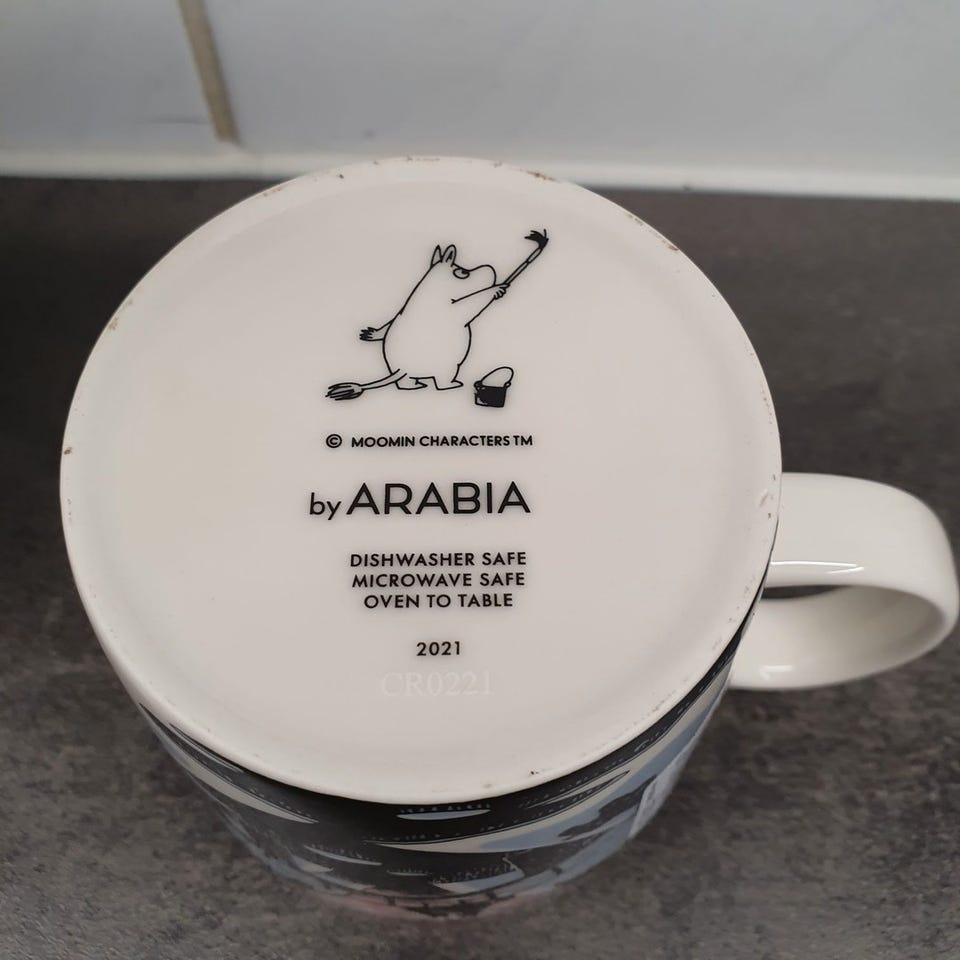 © MOOMIN CHARACTERS TM
by ARABIA
DISHWASHER SAFE
MICROWAVE SAFE
OVEN TO TABLE
2021
CR0221